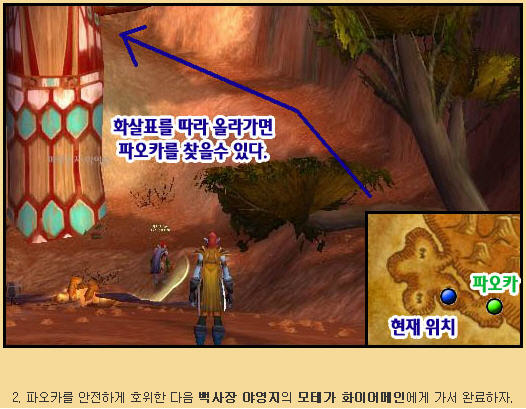 화살표를 따라 올라가면
파오카를 찾을수 있다.
파오카
현재 위치
2. 파오카를 안전하게 호위한 다음 뻑사장 야영지의 모테가 화이어메인에게 가서 완료하자.